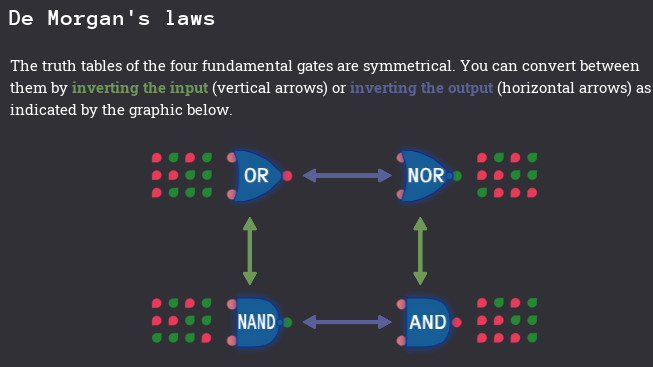 De Morgan's laws
The truth tables of the four fundamental gates are symmetrical. You can convert between
them by inverting the input (vertical arrows) or inverting the output (horizontal arrows) as
indicated by the graphic below.
OR NOR
NAND AND